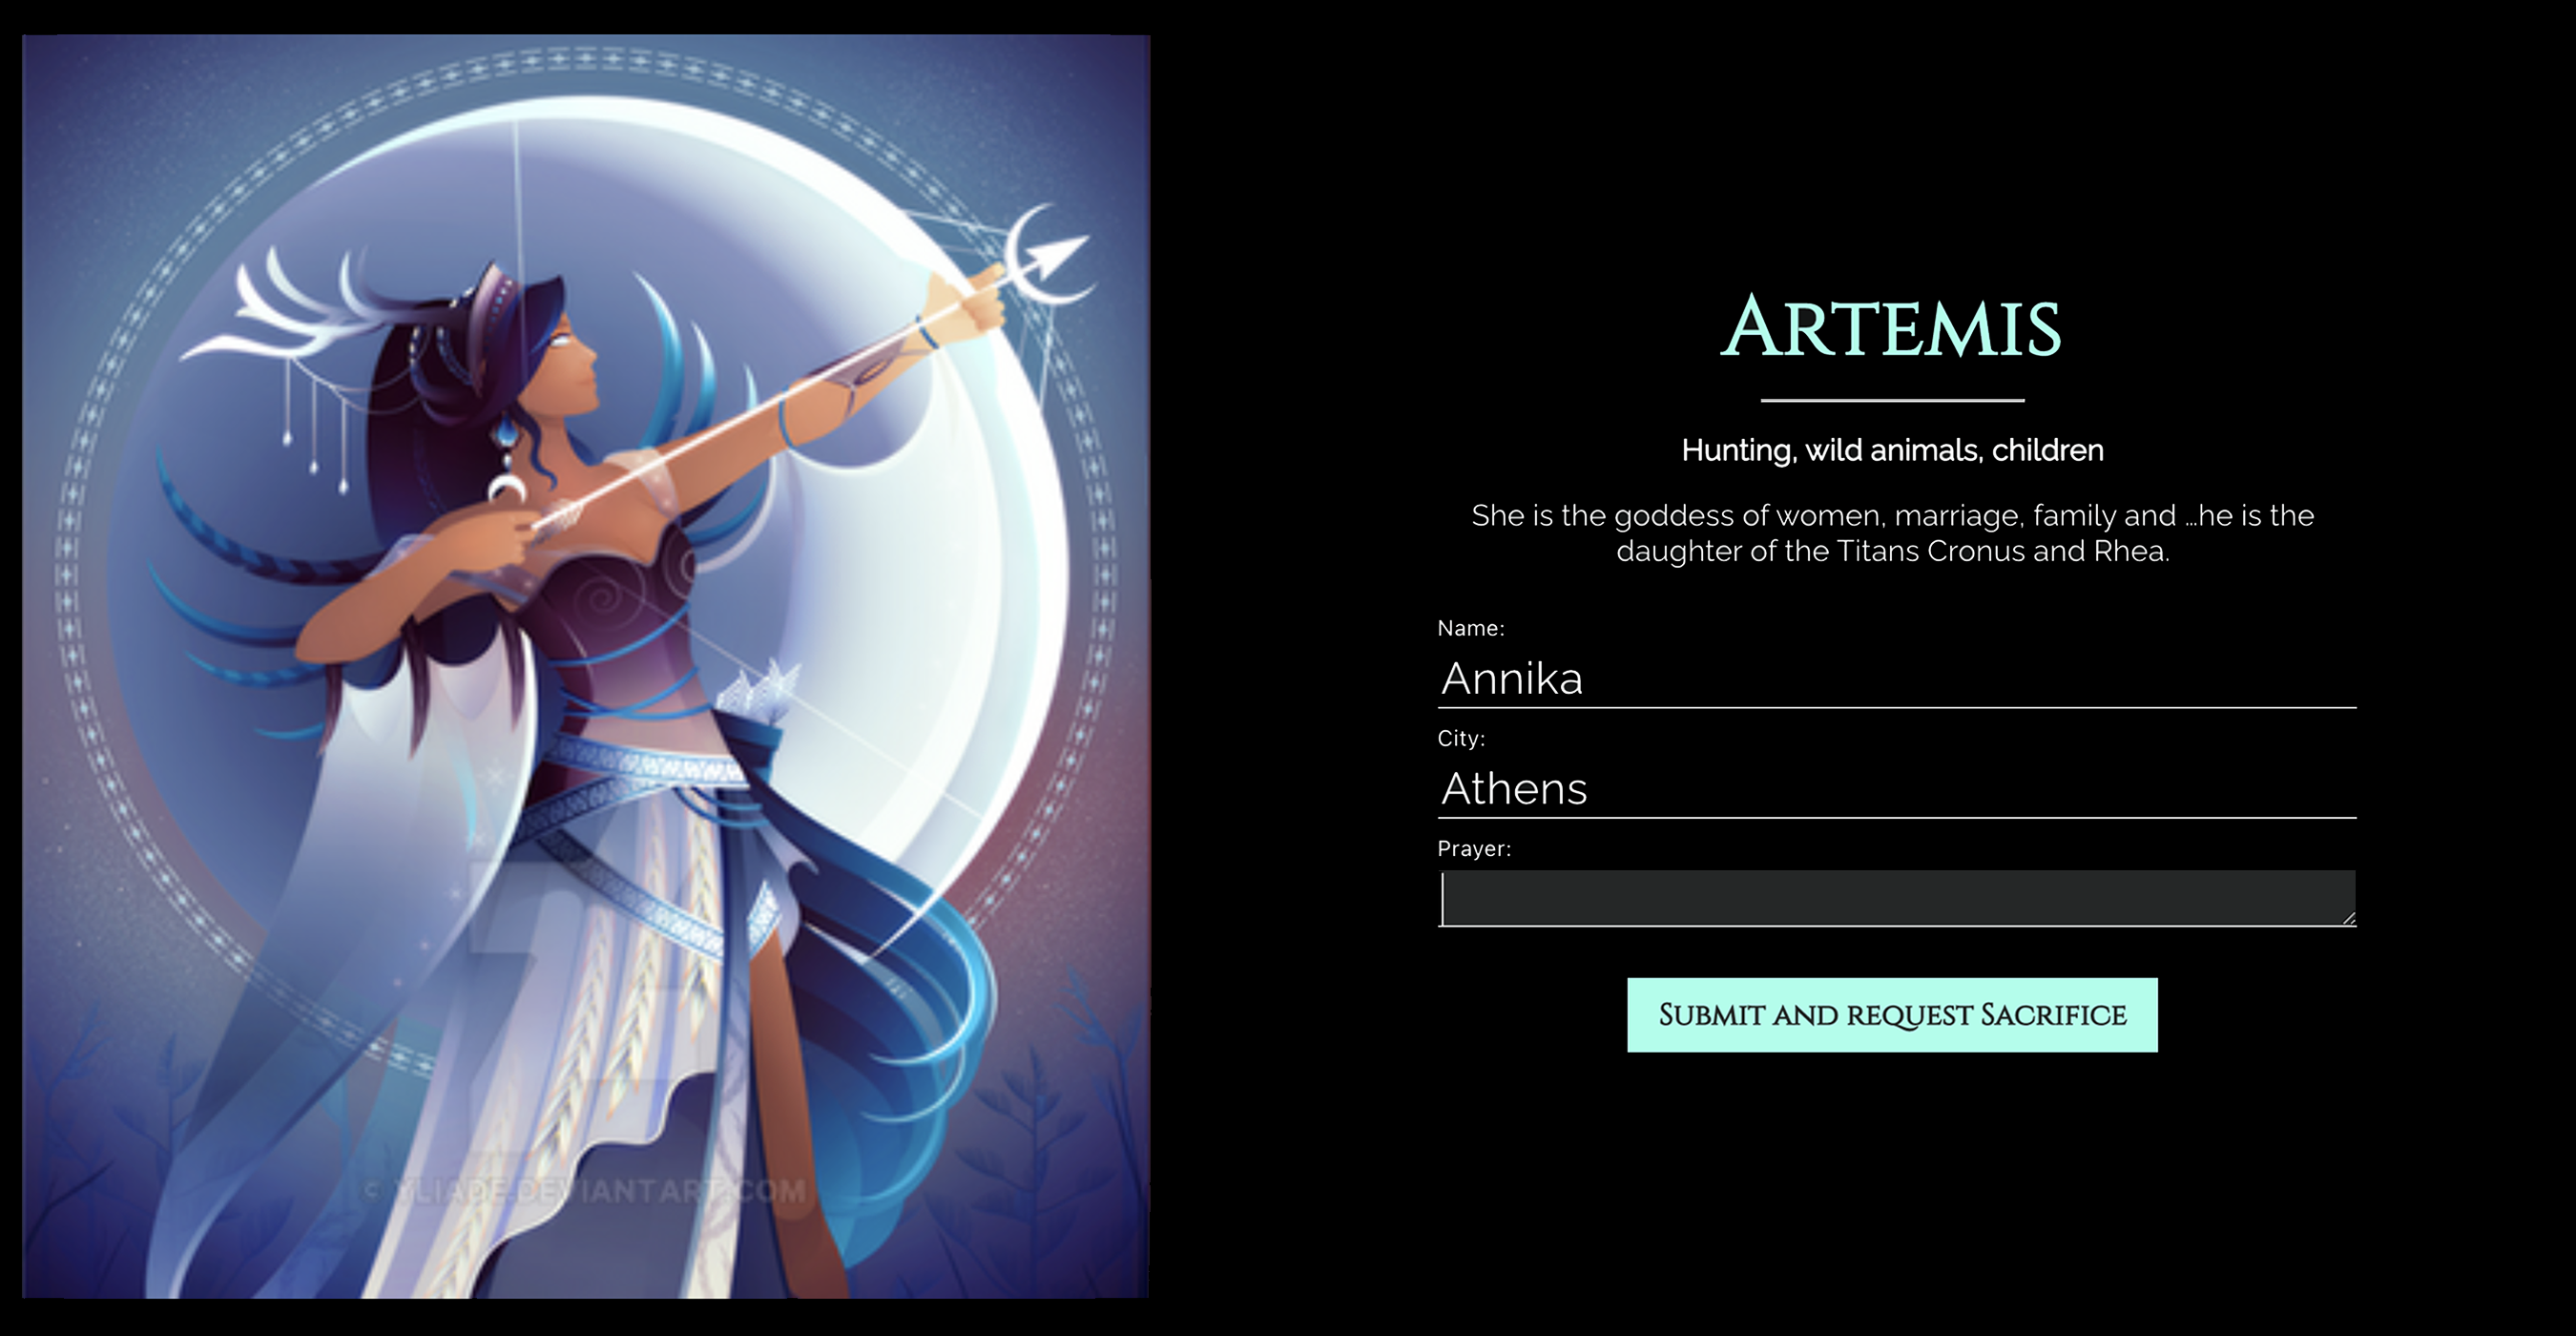 © YLIADE.DEVIANTART.COM
Artemis
Hunting, wild animals, children
She is the goddess of women, marriage, family and ...he is the
daughter of the Titans Cronus and Rhea.
Name:
Annika
City:
Athens
Prayer:
Submit and request Sacrifice